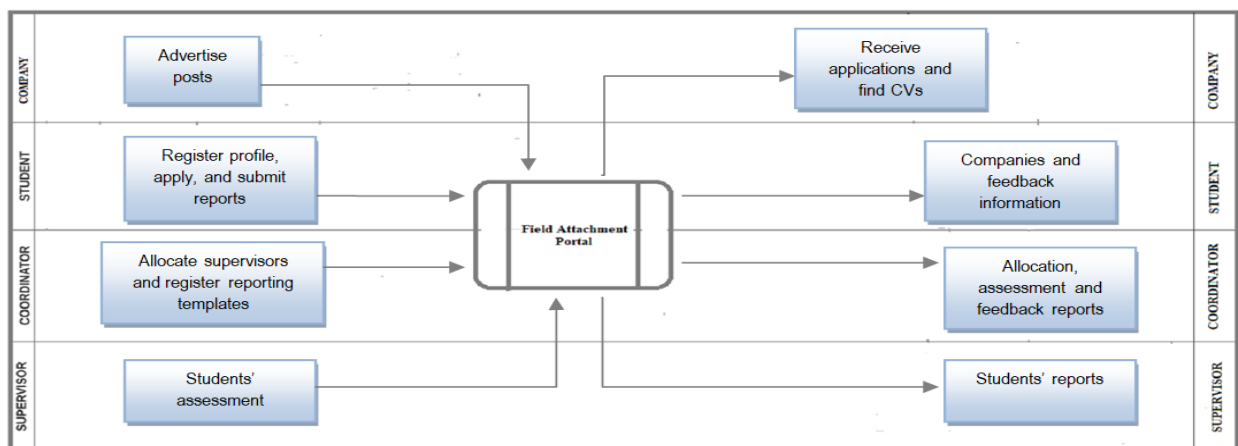 COMPANY
Advertise
posts
Receive
applications and
find CVs
COMPANY
STUDENT
Register profile,
apply, and submit
reports
Companies and
feedback
information
STUDENT
Field Attachment
Portal
COORDINATOR
Allocate supervisors
and register reporting
templates
Allocation,
assessment and
feedback reports
COORDINATOR
SUPERVISOR
Students’
assessment
Students’ reports
SUPERVISOR